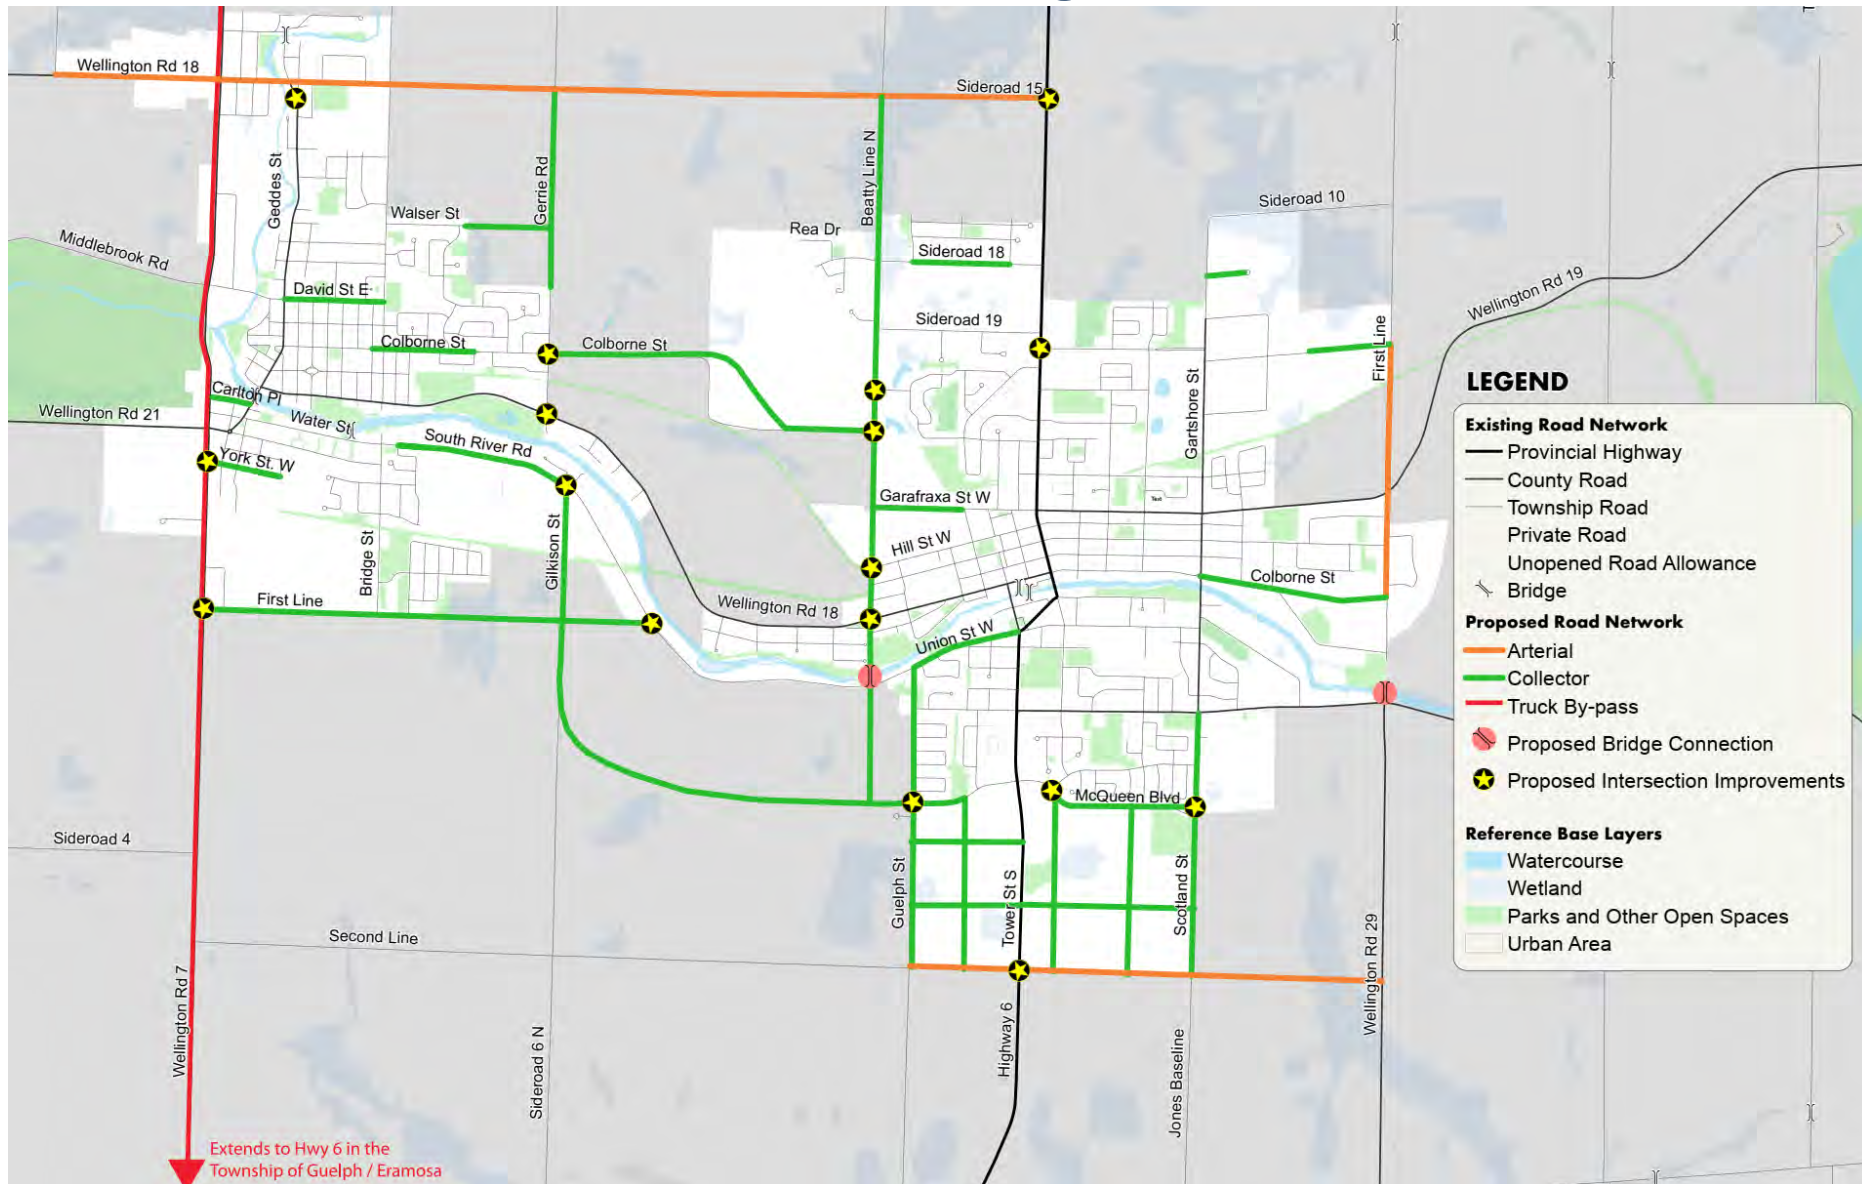 Wellington Rd 18
Sideroad 15
Geddes St
Gerrie Rd
Beatty Line N
Walser St
Rea Dr
Sideroad 18
Sideroad 10
Middlebrook Rd
David St E
Wellington Rd 19
Sideroad 19
Colborne St
Colborne St
First Line
Gartshore St
Carlton Pl
Wellington Rd 21
Water St
South River Rd
York St. W
Garafraxa St W
Text
Hill St W
Bridge St
Gilkison St
Colborne St
First Line
Wellington Rd 18
Union St W
McQueen Blvd
Sideroad 4
Guelph St
Tower St S
Scotland St
Second Line
Wellington Rd 29
Wellington Rd 7
Sideroad 6 N
Highway 6
Jones Baseline
Extends to Hwy 6 in the
Township of Guelph / Eramosa
LEGEND
Existing Road Network
Provincial Highway
County Road
Township Road
Private Road
Unopened Road Allowance
Bridge
Proposed Road Network
Arterial
Collector
Truck By-pass
Proposed Bridge Connection
Proposed Intersection Improvements
Reference Base Layers
Watercourse
Wetland
Parks and Other Open Spaces
Urban Area